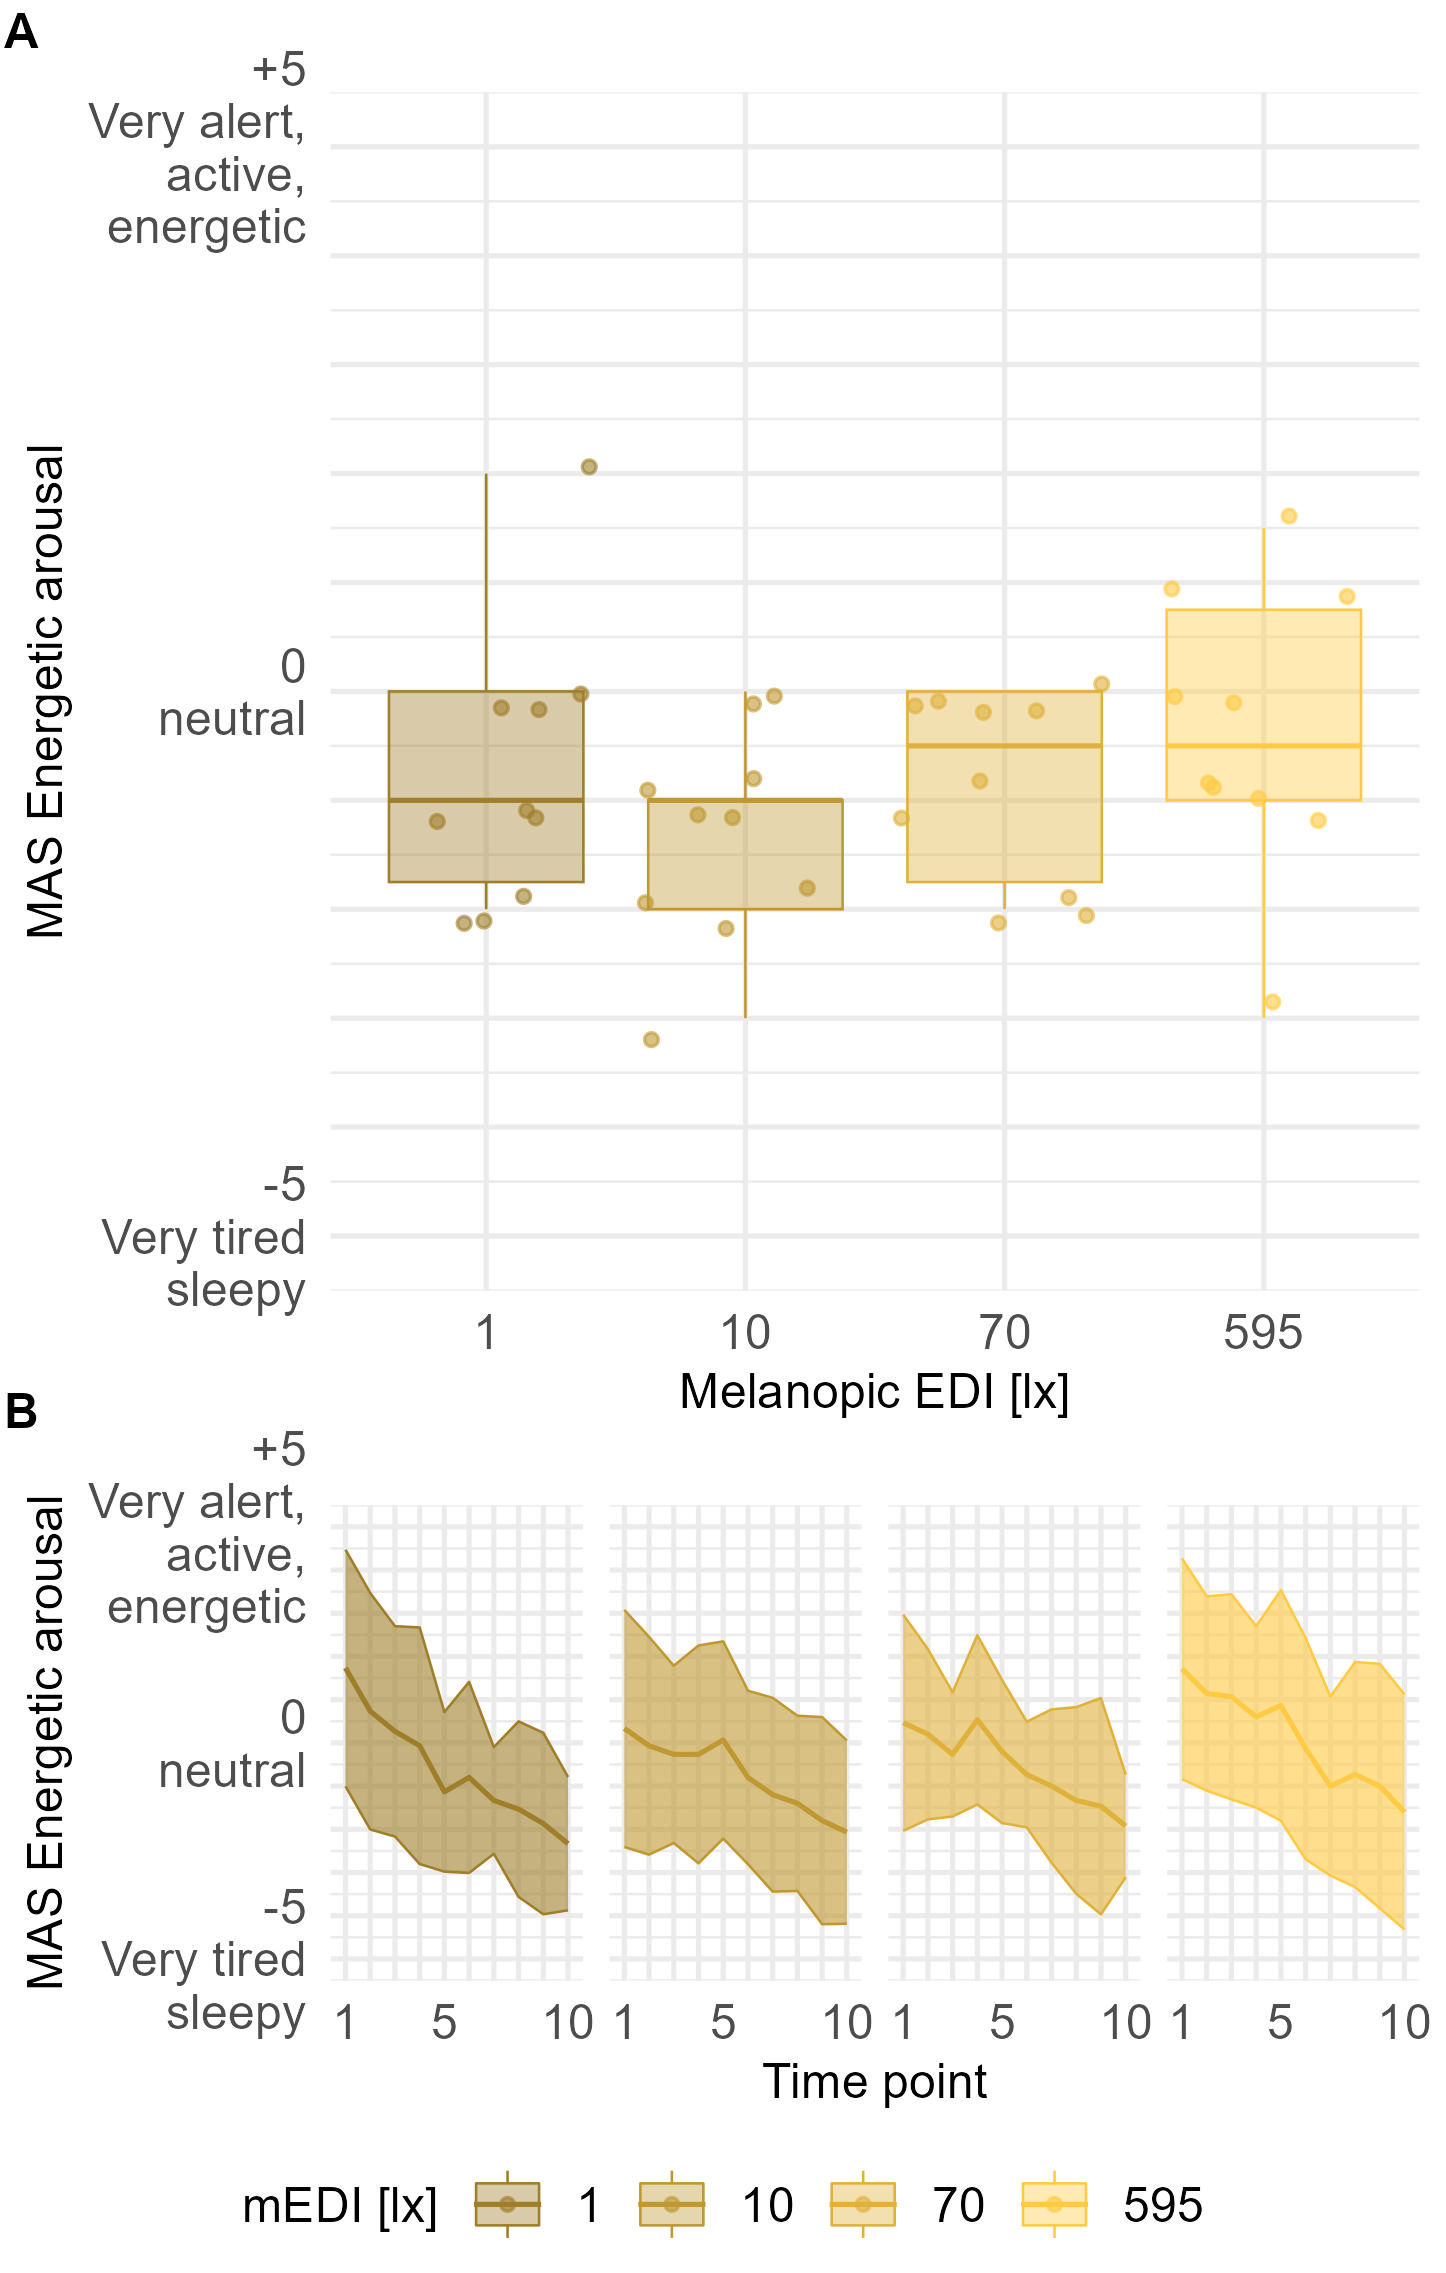 A
+5
Very alert,
active,
energetic
MAS Energetic arousal
0
neutral
-5
Very tired
sleepy
1 10 70 595
Melanopic EDI [lx]
B
+5
Very alert,
active,
energetic
MAS Energetic arousal
0
neutral
-5
Very tired
sleepy
1 5 10 1 5 10 1 5 10 1 5 10
Time point
mEDI [lx] 1 10 70 595